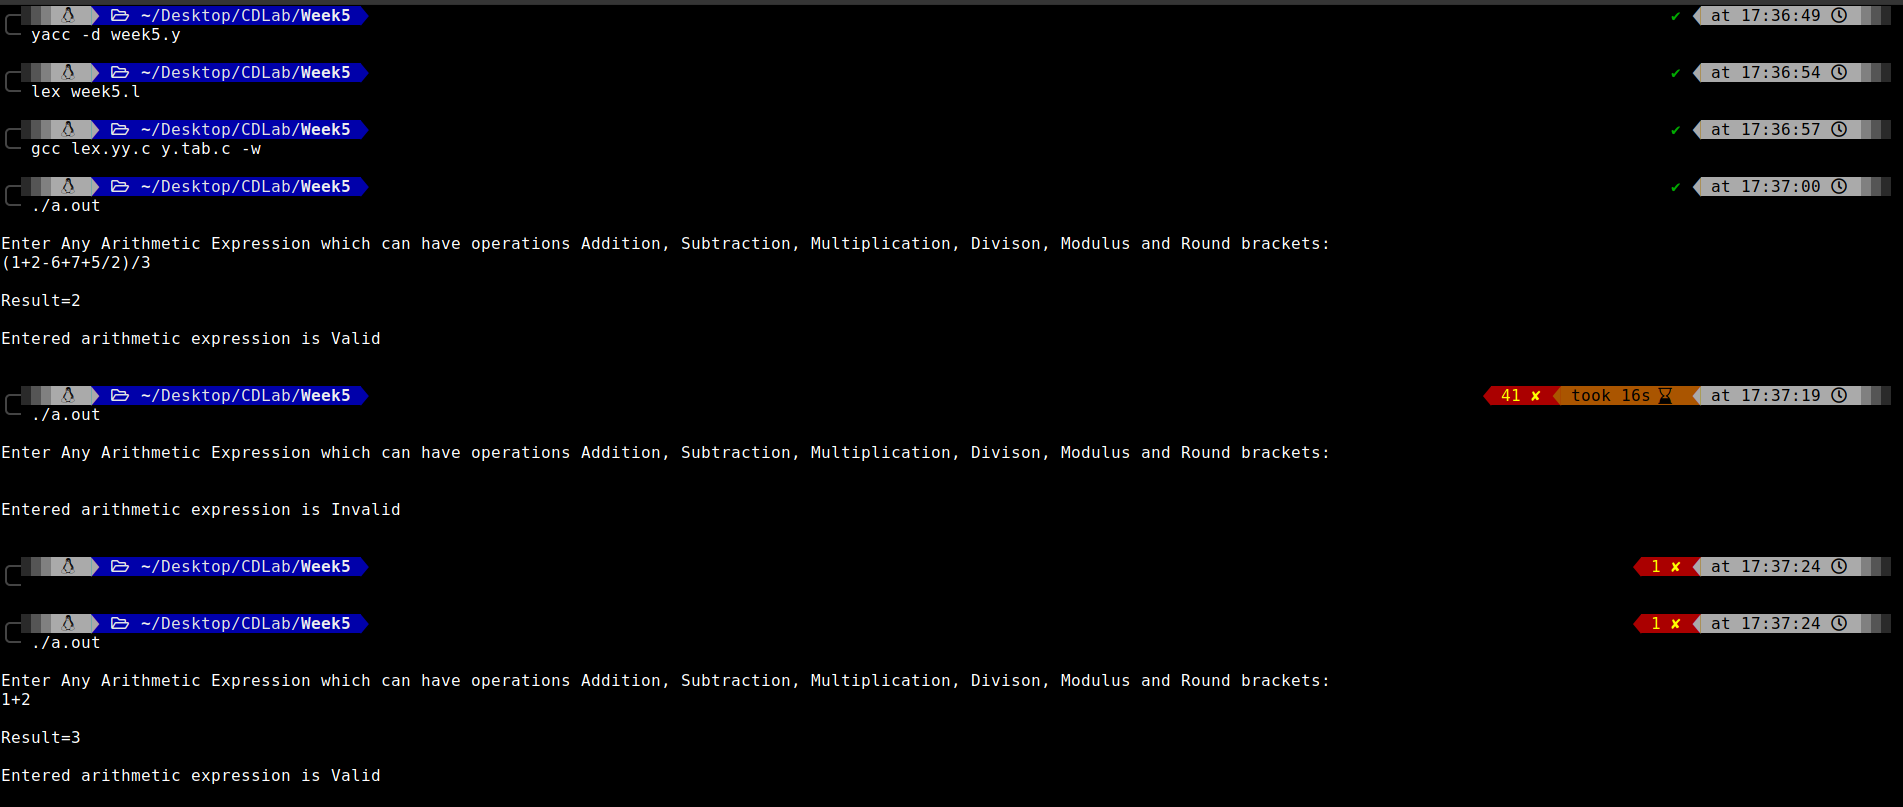 ~/Desktop/CDLab/Week5 ✔ at 17:36:49
yacc -d week5.y
~/Desktop/CDLab/Week5 ✔ at 17:36:54
lex week5.l
~/Desktop/CDLab/Week5 ✔ at 17:36:57
gcc lex.yy.c y.tab.c -w
~/Desktop/CDLab/Week5 ✔ at 17:37:00
./a.out
Enter Any Arithmetic Expression which can have operations Addition, Subtraction, Multiplication, Divison, Modulus and Round brackets:
(1+2-6+7+5/2)/3
Result=2
Entered arithmetic expression is Valid
~/Desktop/CDLab/Week5 41 ✘ took 16s at 17:37:19
./a.out
Enter Any Arithmetic Expression which can have operations Addition, Subtraction, Multiplication, Divison, Modulus and Round brackets:
Entered arithmetic expression is Invalid
~/Desktop/CDLab/Week5 1 ✘ at 17:37:24
~/Desktop/CDLab/Week5 1 ✘ at 17:37:24
./a.out
Enter Any Arithmetic Expression which can have operations Addition, Subtraction, Multiplication, Divison, Modulus and Round brackets:
1+2
Result=3
Entered arithmetic expression is Valid